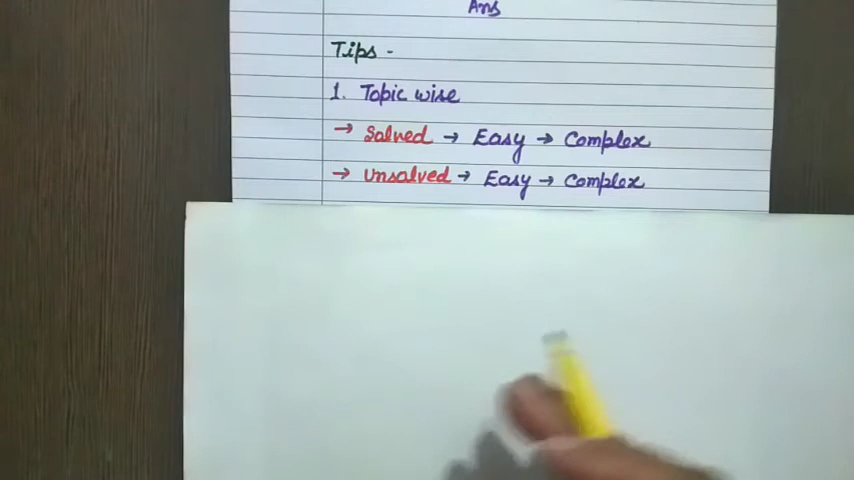 Ans
Tips -
1. Topic wise
→ Solved → Easy → Complex
→ Unsolved → Easy → Complex